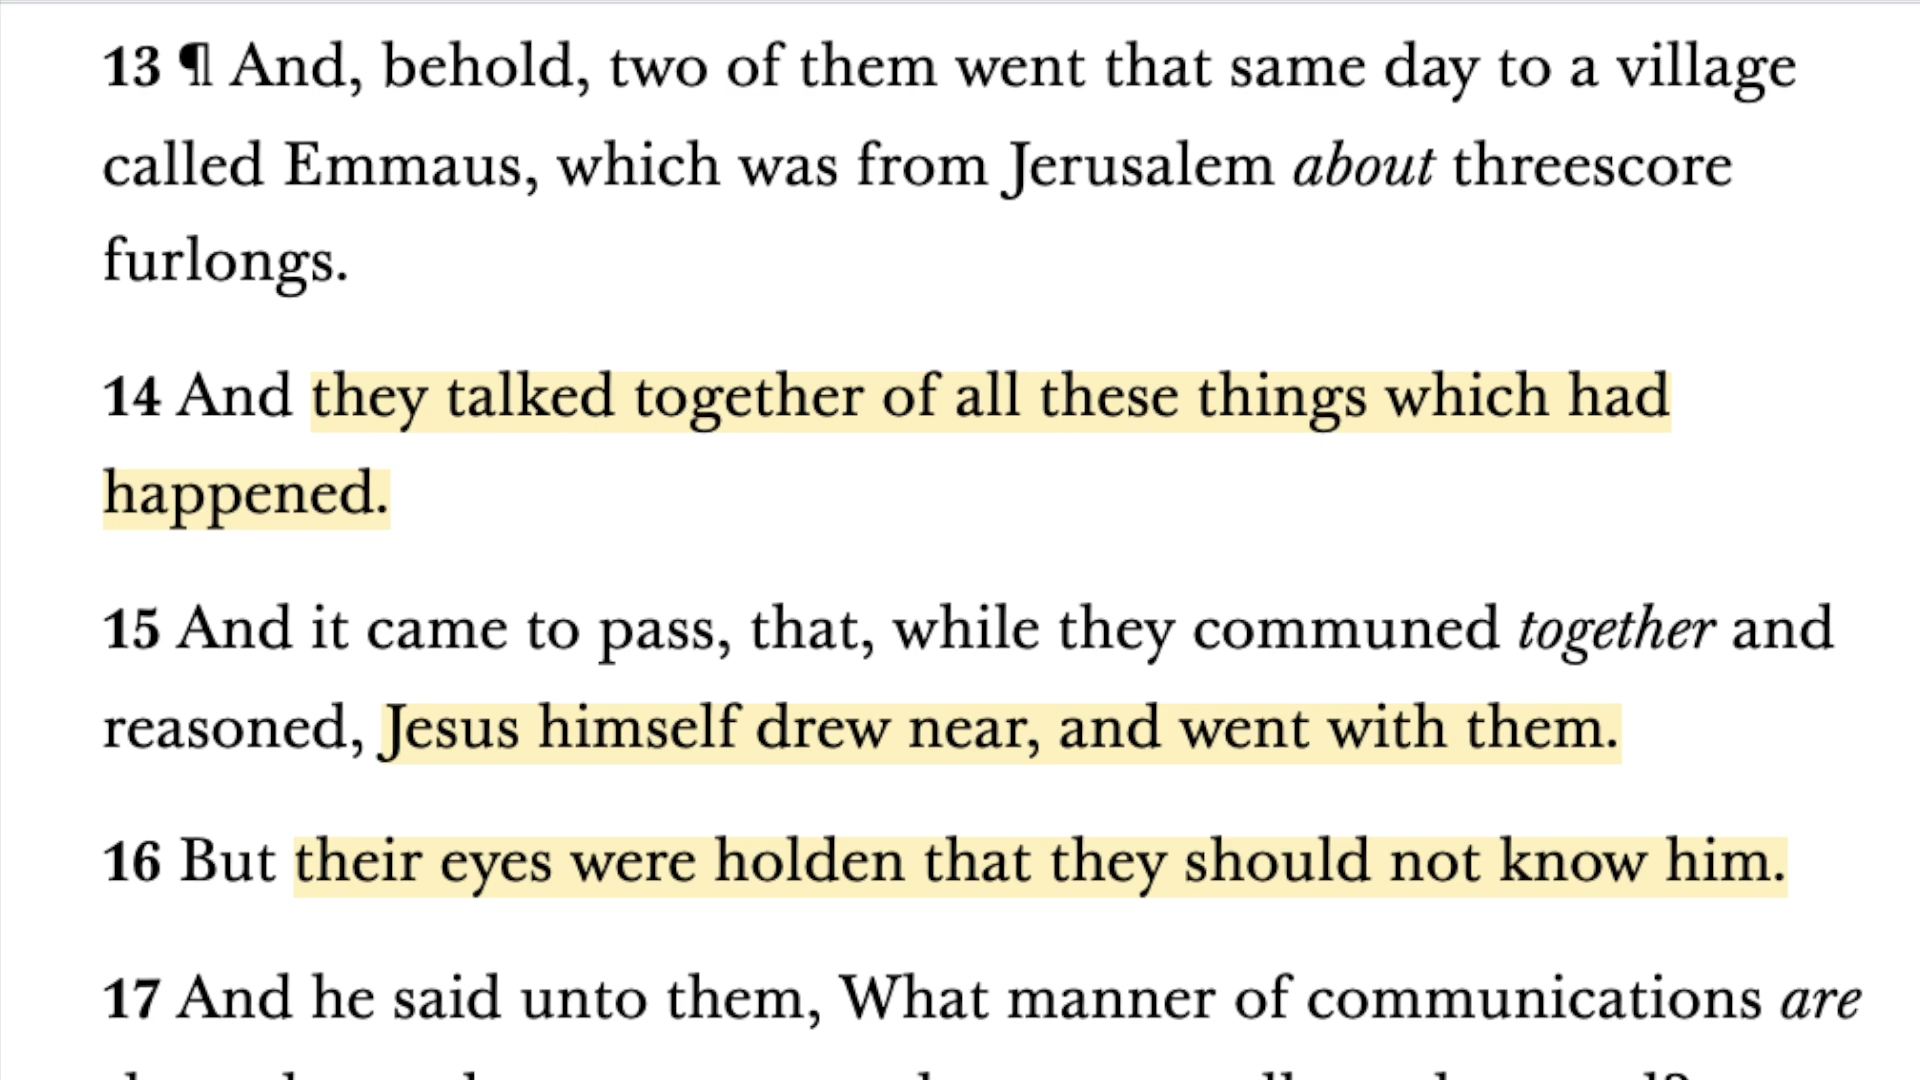 13 ¶ And, behold, two of them went that same day to a village
called Emmaus, which was from Jerusalem about threescore
furlongs.
14 And they talked together of all these things which had
happened.
15 And it came to pass, that, while they communed together and
reasoned, Jesus himself drew near, and went with them.
16 But their eyes were holden that they should not know him.
17 And he said unto them, What manner of communications are